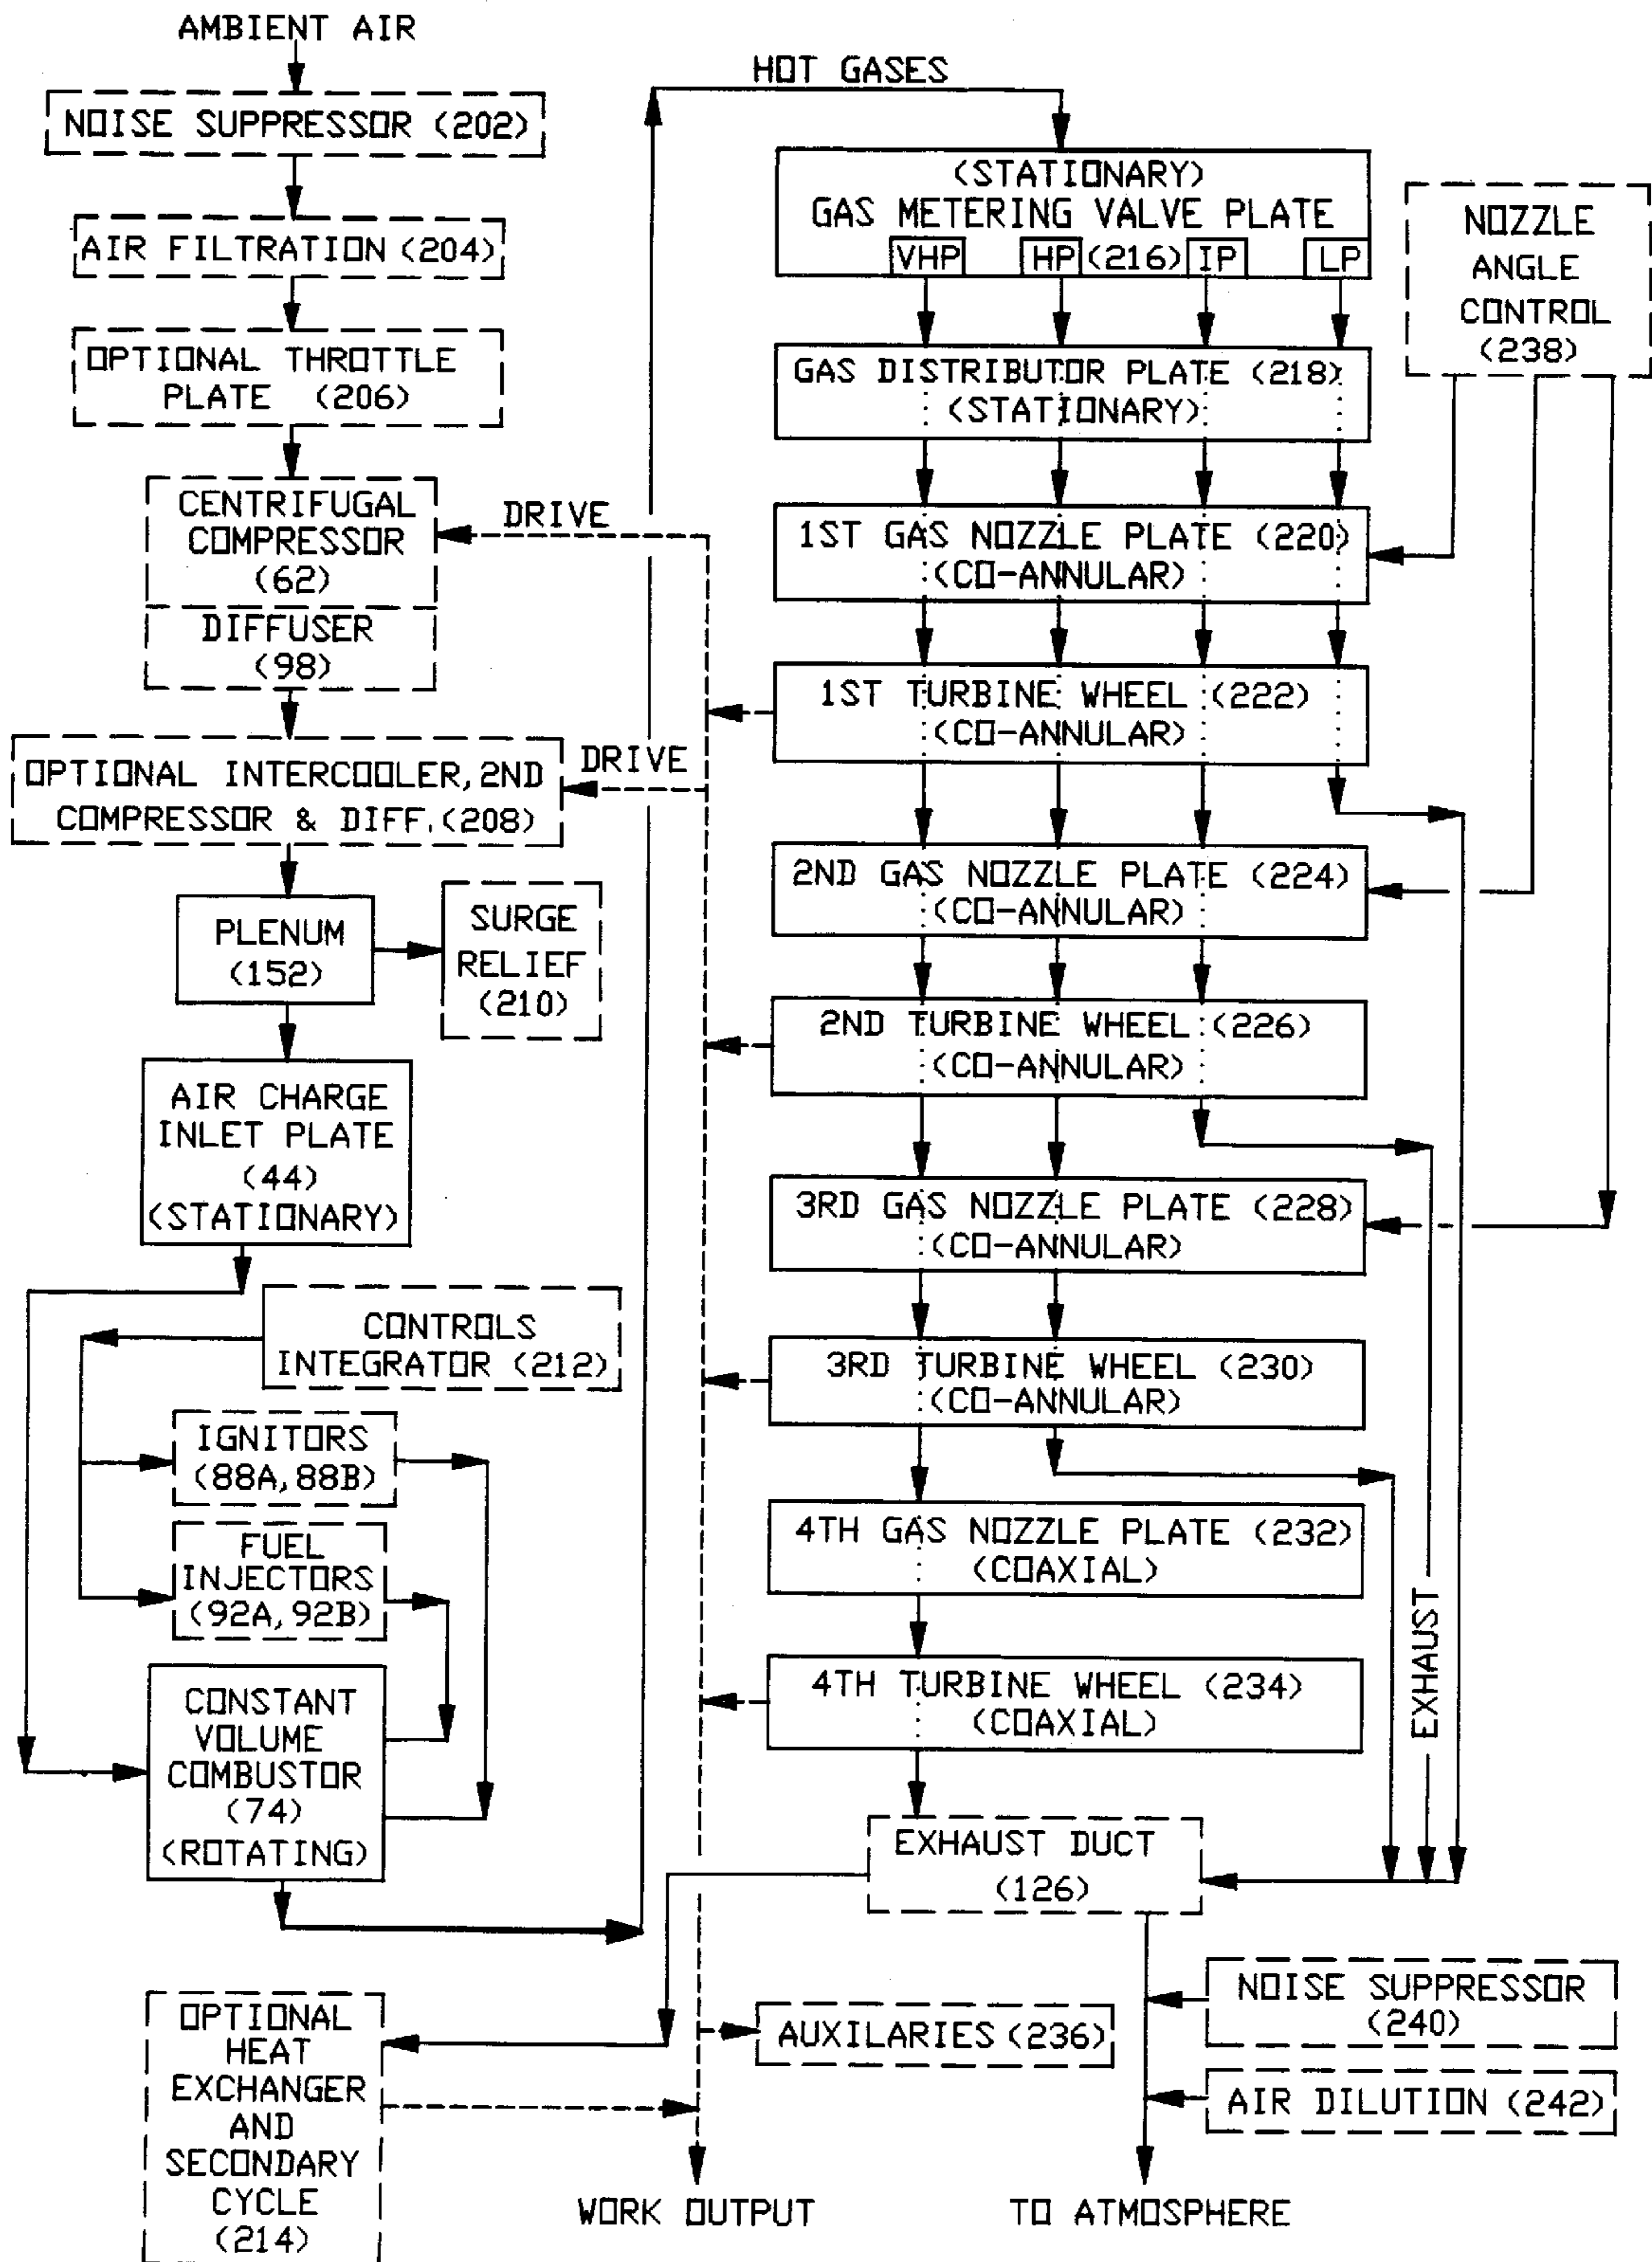 AMBIENT AIR
NOISE SUPPRESSOR (202)
AIR FILTRATION (204)
OPTIONAL THROTTLE
PLATE (206)
CENTRIFUGAL
COMPRESSOR
(62)
DIFFUSER
(98)
DRIVE
OPTIONAL INTERCOOLER, 2ND
COMPRESSOR & DIFF. (208)
DRIVE
PLENUM
(152)
SURGE
RELIEF
(210)
AIR CHARGE
INLET PLATE
(44)
(STATIONARY)
CONTROLS
INTEGRATOR (212)
IGNITORS
(88A, 88B)
FUEL
INJECTORS
(92A, 92B)
CONSTANT
VOLUME
COMBUSTOR
(74)
(ROTATING)
HOT GASES
(STATIONARY)
GAS METERING VALVE PLATE
VHP HP (216) IP LP
NOZZLE
ANGLE
CONTROL
(238)
GAS DISTRIBUTOR PLATE (218)
(STATIONARY)
1ST GAS NOZZLE PLATE (220)
(CO-ANNULAR)
1ST TURBINE WHEEL (222)
(CO-ANNULAR)
2ND GAS NOZZLE PLATE (224)
(CO-ANNULAR)
2ND TURBINE WHEEL (226)
(CO-ANNULAR)
3RD GAS NOZZLE PLATE (228)
(CO-ANNULAR)
3RD TURBINE WHEEL (230)
(CO-ANNULAR)
4TH GAS NOZZLE PLATE (232)
(COAXIAL)
4TH TURBINE WHEEL (234)
(COAXIAL)
EXHAUST
EXHAUST DUCT
(126)
NOISE SUPPRESSOR
(240)
AIR DILUTION (242)
AUXILARIES (236)
OPTIONAL
HEAT
EXCHANGER
AND
SECONDARY
CYCLE
(214)
WORK OUTPUT
TO ATMOSPHERE